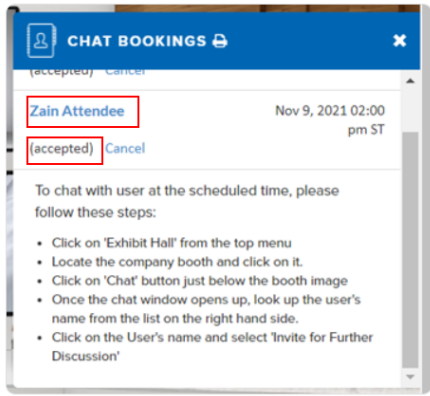 CHAT BOOKINGS
(accepted) Cancel
Zain Attendee Nov 9, 2021 02:00
pm ST
(accepted) Cancel
To chat with user at the scheduled time, please
follow these steps:
• Click on 'Exhibit Hall' from the top menu
• Locate the company booth and click on it.
• Click on 'Chat' button just below the booth image
• Once the chat window opens up, look up the user's
name from the list on the right hand side.
• Click on the User's name and select 'Invite for Further
Discussion'